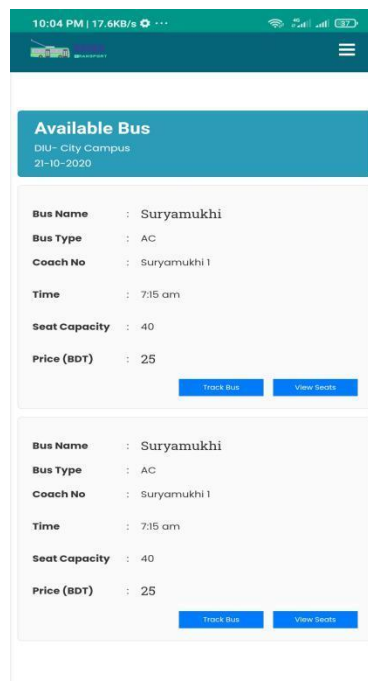 10:04 PM | 17.6KB/s ··· 4G 37
TRANSPORT
Available Bus
DIU- City Campus
21-10-2020
Bus Name : Suryamukhi
Bus Type : AC
Coach No : Suryamukhi 1
Time : 7:15 am
Seat Capacity : 40
Price (BDT) : 25
Track Bus View Seats
Bus Name : Suryamukhi
Bus Type : AC
Coach No : Suryamukhi 1
Time : 7:15 am
Seat Capacity : 40
Price (BDT) : 25
Track Bus View Seats